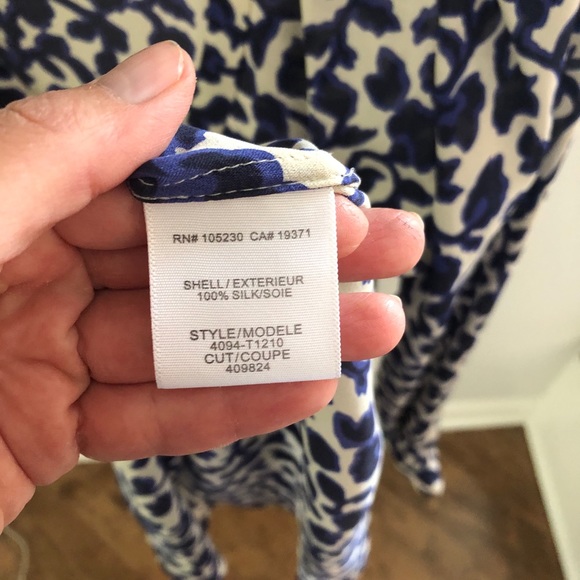 RN# 105230 CA# 19371
SHELL/EXTERIEUR
100% SILK/SOIE
STYLE/MODELE
4094-T1210
CUT/COUPE
409824